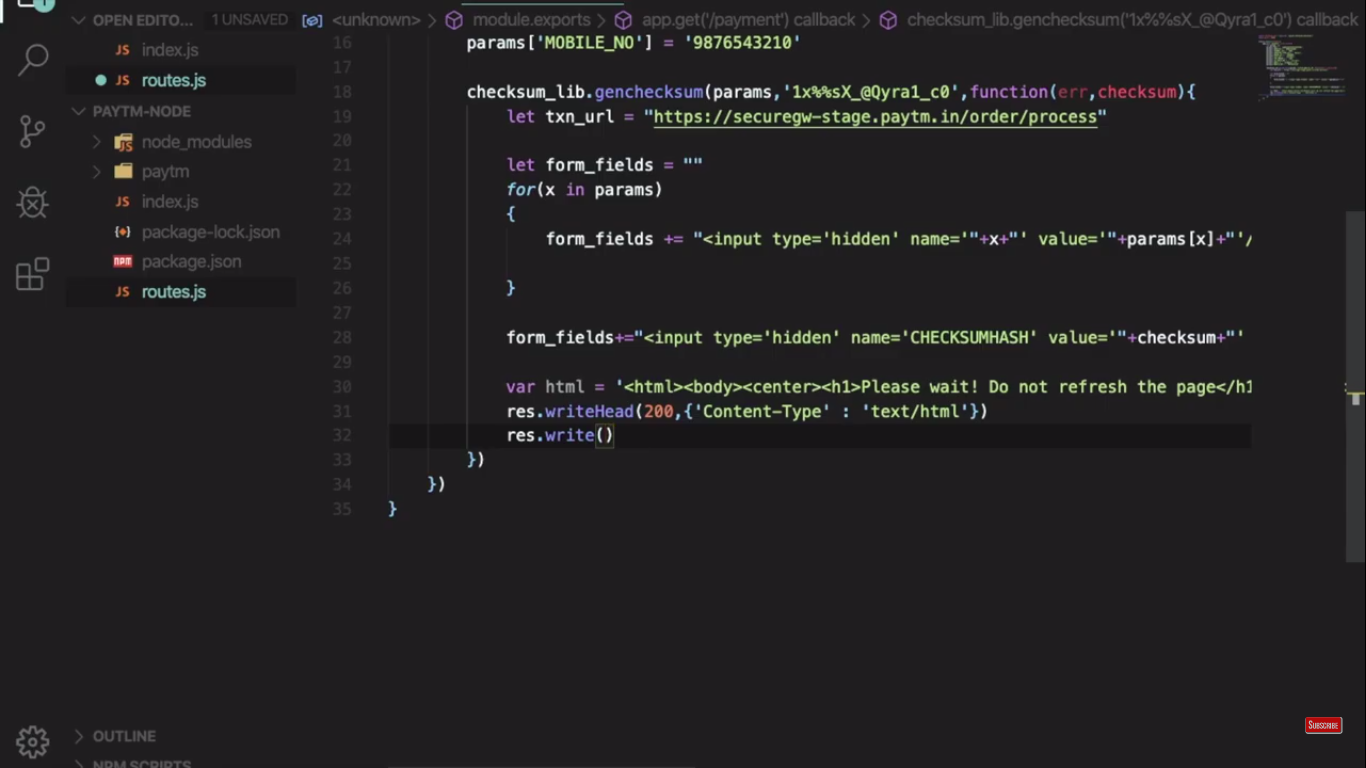 OPEN EDITO... 1 UNSAVED
JS index.js
JS routes.js
PAYTM-NODE
node_modules
paytm
JS index.js
package-lock.json
npm package.json
JS routes.js
OUTLINE
NPM SCRIPTS
<unknown> > module.exports > app.get('/payment') callback > checksum_lib.genchecksum('1x%%sX_@Qyra1_c0') callback
16 params['MOBILE_NO'] = '9876543210'
17
18 checksum_lib.genchecksum(params,'1x%%sX_@Qyra1_c0',function(err,checksum){
19 let txn_url = "https://securegw-stage.paytm.in/order/process"
20
21 let form_fields = ""
22 for(x in params)
23 {
24 form_fields += "<input type='hidden' name='"+x+"' value='"+params[x]+"'/
25
26 }
27
28 form_fields+="<input type='hidden' name='CHECKSUMHASH' value='"+checksum+"'
29
30 var html = '<html><body><center><h1>Please wait! Do not refresh the page</h1
31 res.writeHead(200,{'Content-Type' : 'text/html'})
32 res.write()
33 })
34 })
35 }
1
SUBSCRIBE